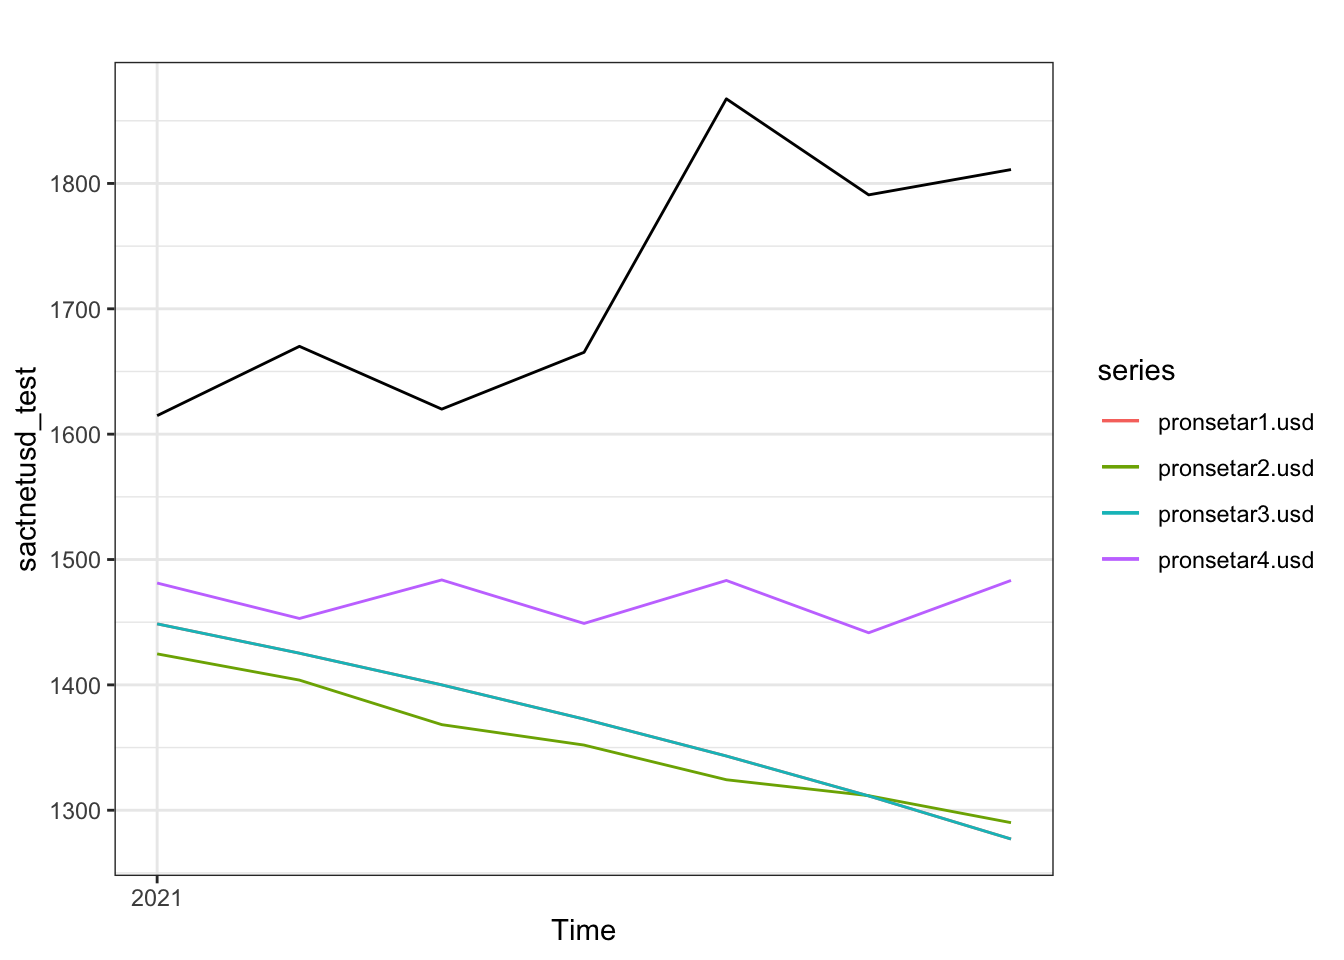 1800
1700
1600
1500
1400
1300
sactnetusd_test
2021
Time
series
pronsetar1.usd
pronsetar2.usd
pronsetar3.usd
pronsetar4.usd